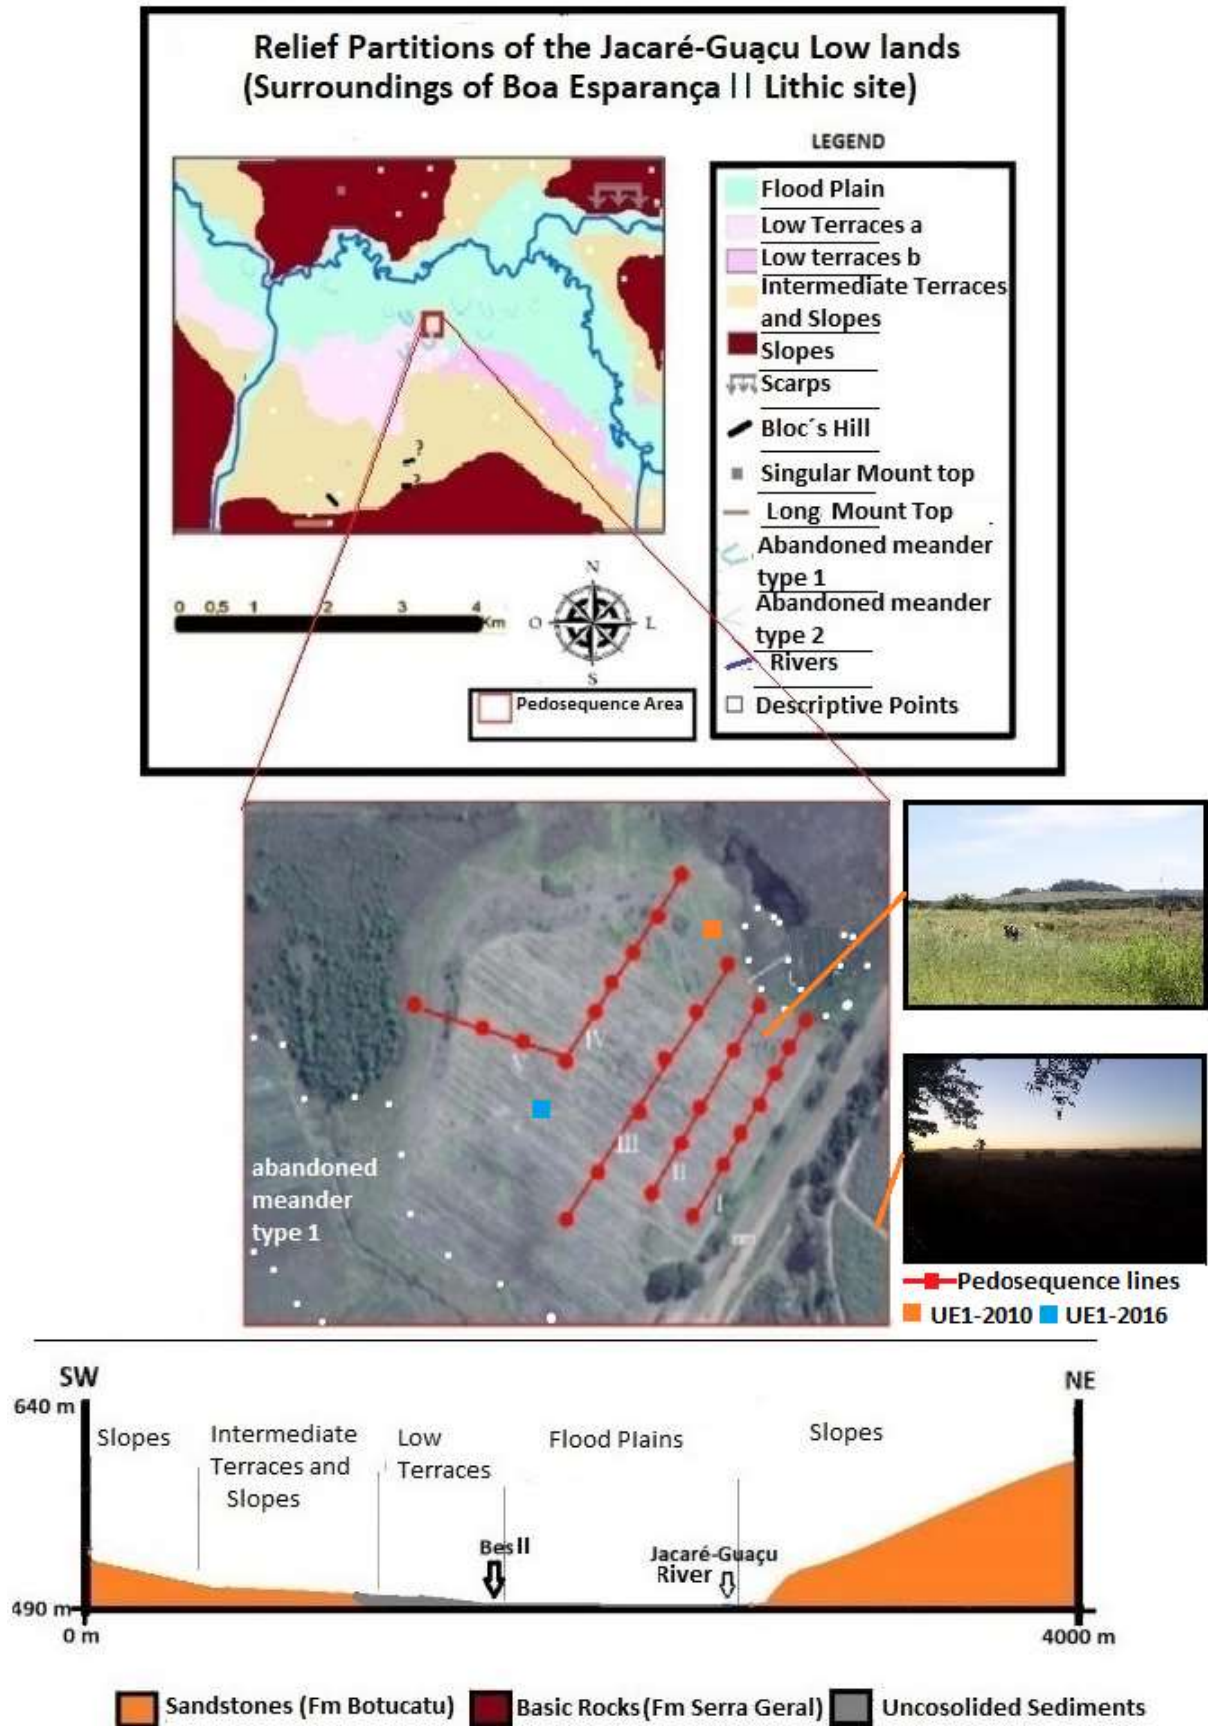 Relief Partitions of the Jacaré-Guaçu Low lands
(Surroundings of Boa Esparança II Lithic site)
LEGEND
Flood Plain
Low Terraces a
Low terraces b
Intermediate Terraces
and Slopes
Slopes
Scarps
Bloc´s Hill
Singular Mount top
Long Mount Top
Abandoned meander
type 1
Abandoned meander
type 2
Rivers
Descriptive Points
?
?
0 0,5 1 2 3 4
Km
N
O L
S
Pedosequence Area
IV
V
III
II
I
abandoned
meander
type 1
Pedosequence lines
UE1-2010 UE1-2016
SW
NE
640 m
Slopes
Intermediate
Terraces and
Slopes
Low
Terraces
Flood Plains
Slopes
Bes II
Jacaré-Guaçu
River
490 m
0 m
4000 m
Sandstones (Fm Botucatu) Basic Rocks (Fm Serra Geral) Uncosolided Sediments